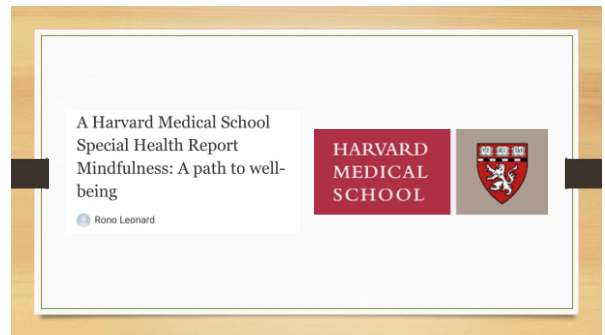 A Harvard Medical School
Special Health Report
Mindfulness: A path to well-
being
Rono Leonard
HARVARD
MEDICAL
SCHOOL